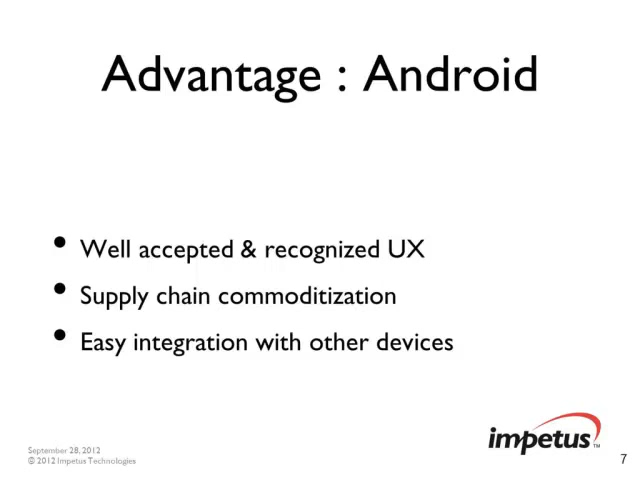 Advantage : Android
• Well accepted & recognized UX
• Supply chain commoditization
• Easy integration with other devices
impetus™
September 28, 2012
© 2012 Impetus Technologies
7